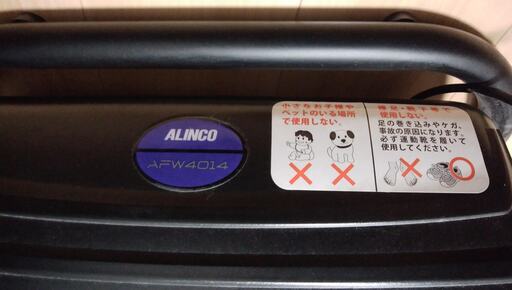 ALINCO
AFW4014
小さなお子様や
ペットのいる場所
で使用しない。
裸足・靴下等で
使用しない。
足の巻き込みやケガ、
事故の原因になります。
必ず運動靴を履いて
使用してください。